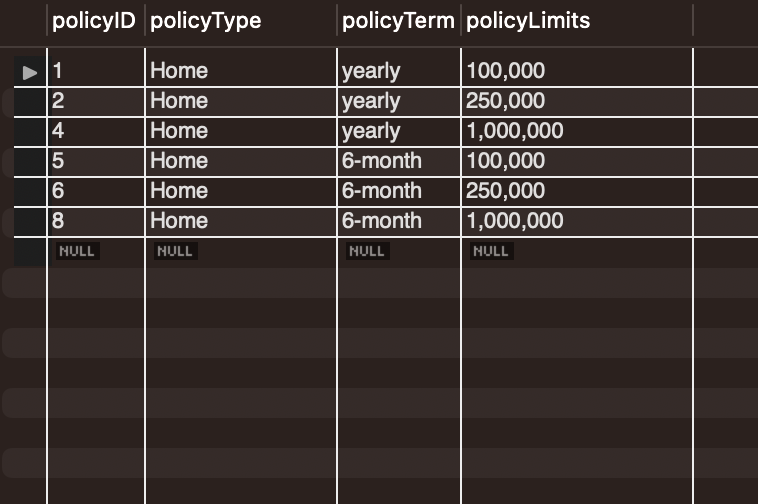 policyID policyType policyTerm policyLimits
1 Home yearly 100,000
2 Home yearly 250,000
4 Home yearly 1,000,000
5 Home 6-month 100,000
6 Home 6-month 250,000
8 Home 6-month 1,000,000
NULL NULL NULL NULL